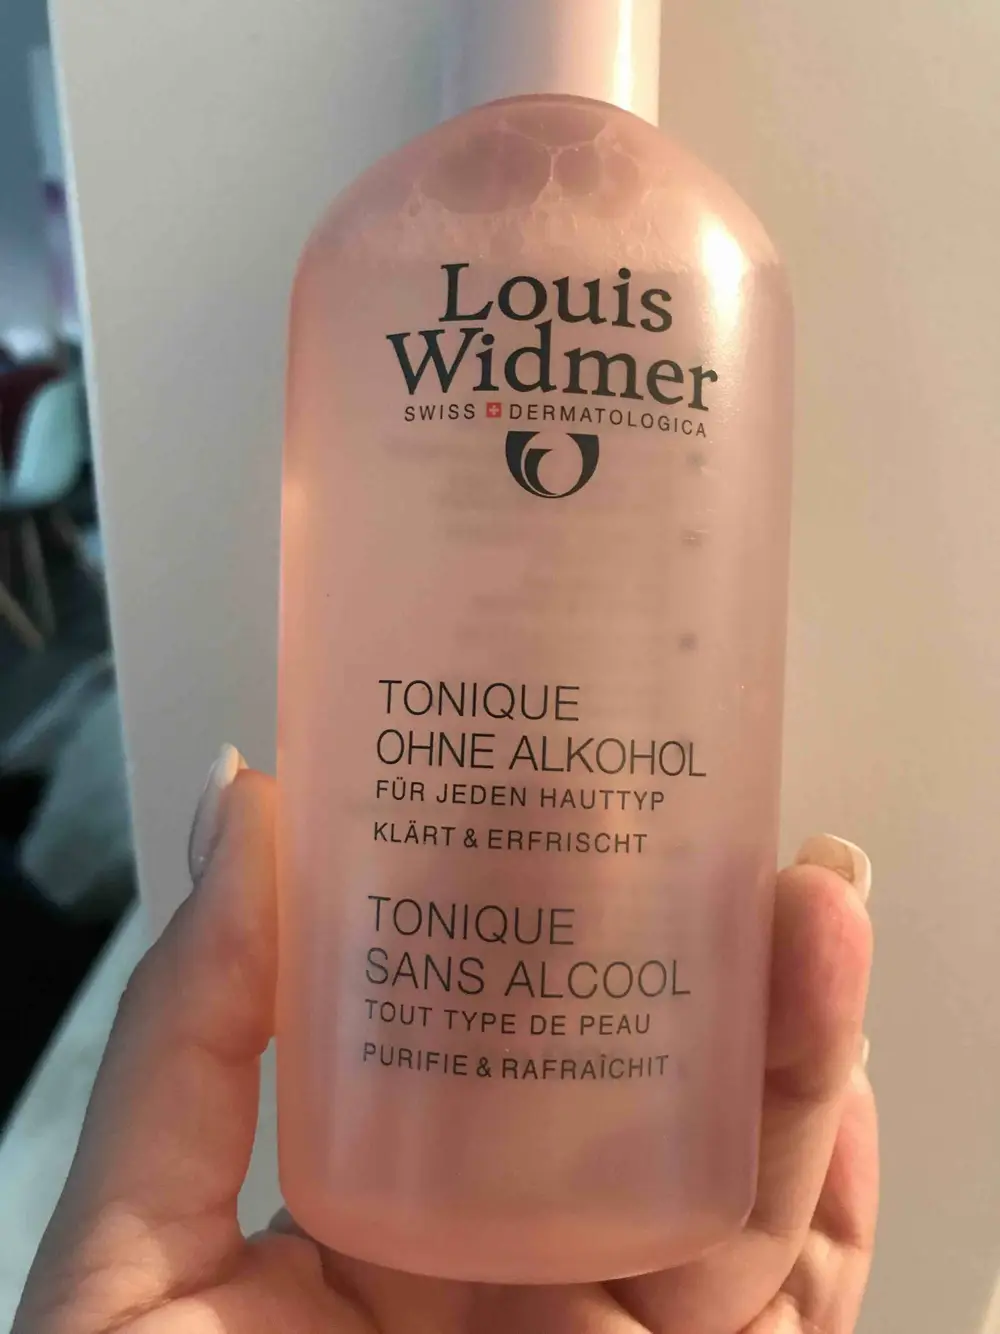 Louis
Widmer
SWISS DERMATOLOGICA
TONIQUE
OHNE ALKOHOL
FÜR JEDEN HAUTTYP
KLÄRT & ERFRISCHT
TONIQUE
SANS ALCOOL
TOUT TYPE DE PEAU
PURIFIE & RAFRAÎCHIT